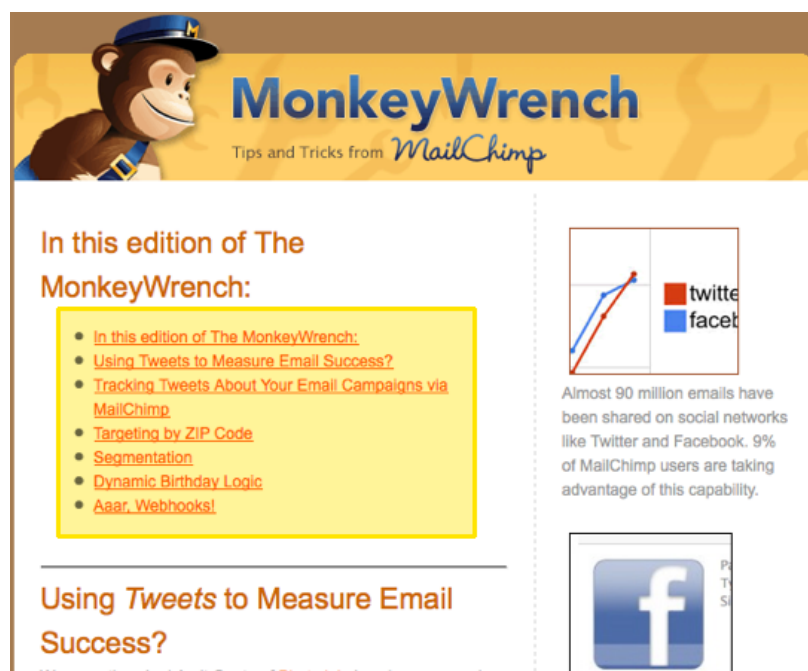 M
MonkeyWrench
Tips and Tricks from MailChimp
In this edition of The
MonkeyWrench:
In this edition of The MonkeyWrench:
Using Tweets to Measure Email Success?
Tracking Tweets About Your Email Campaigns via
MailChimp
Targeting by ZIP Code
Segmentation
Dynamic Birthday Logic
Aaar, Webhooks!
Using Tweets to Measure Email
Success?
twitte
faceb
Almost 90 million emails have
been shared on social networks
like Twitter and Facebook. 9%
of MailChimp users are taking
advantage of this capability.
f